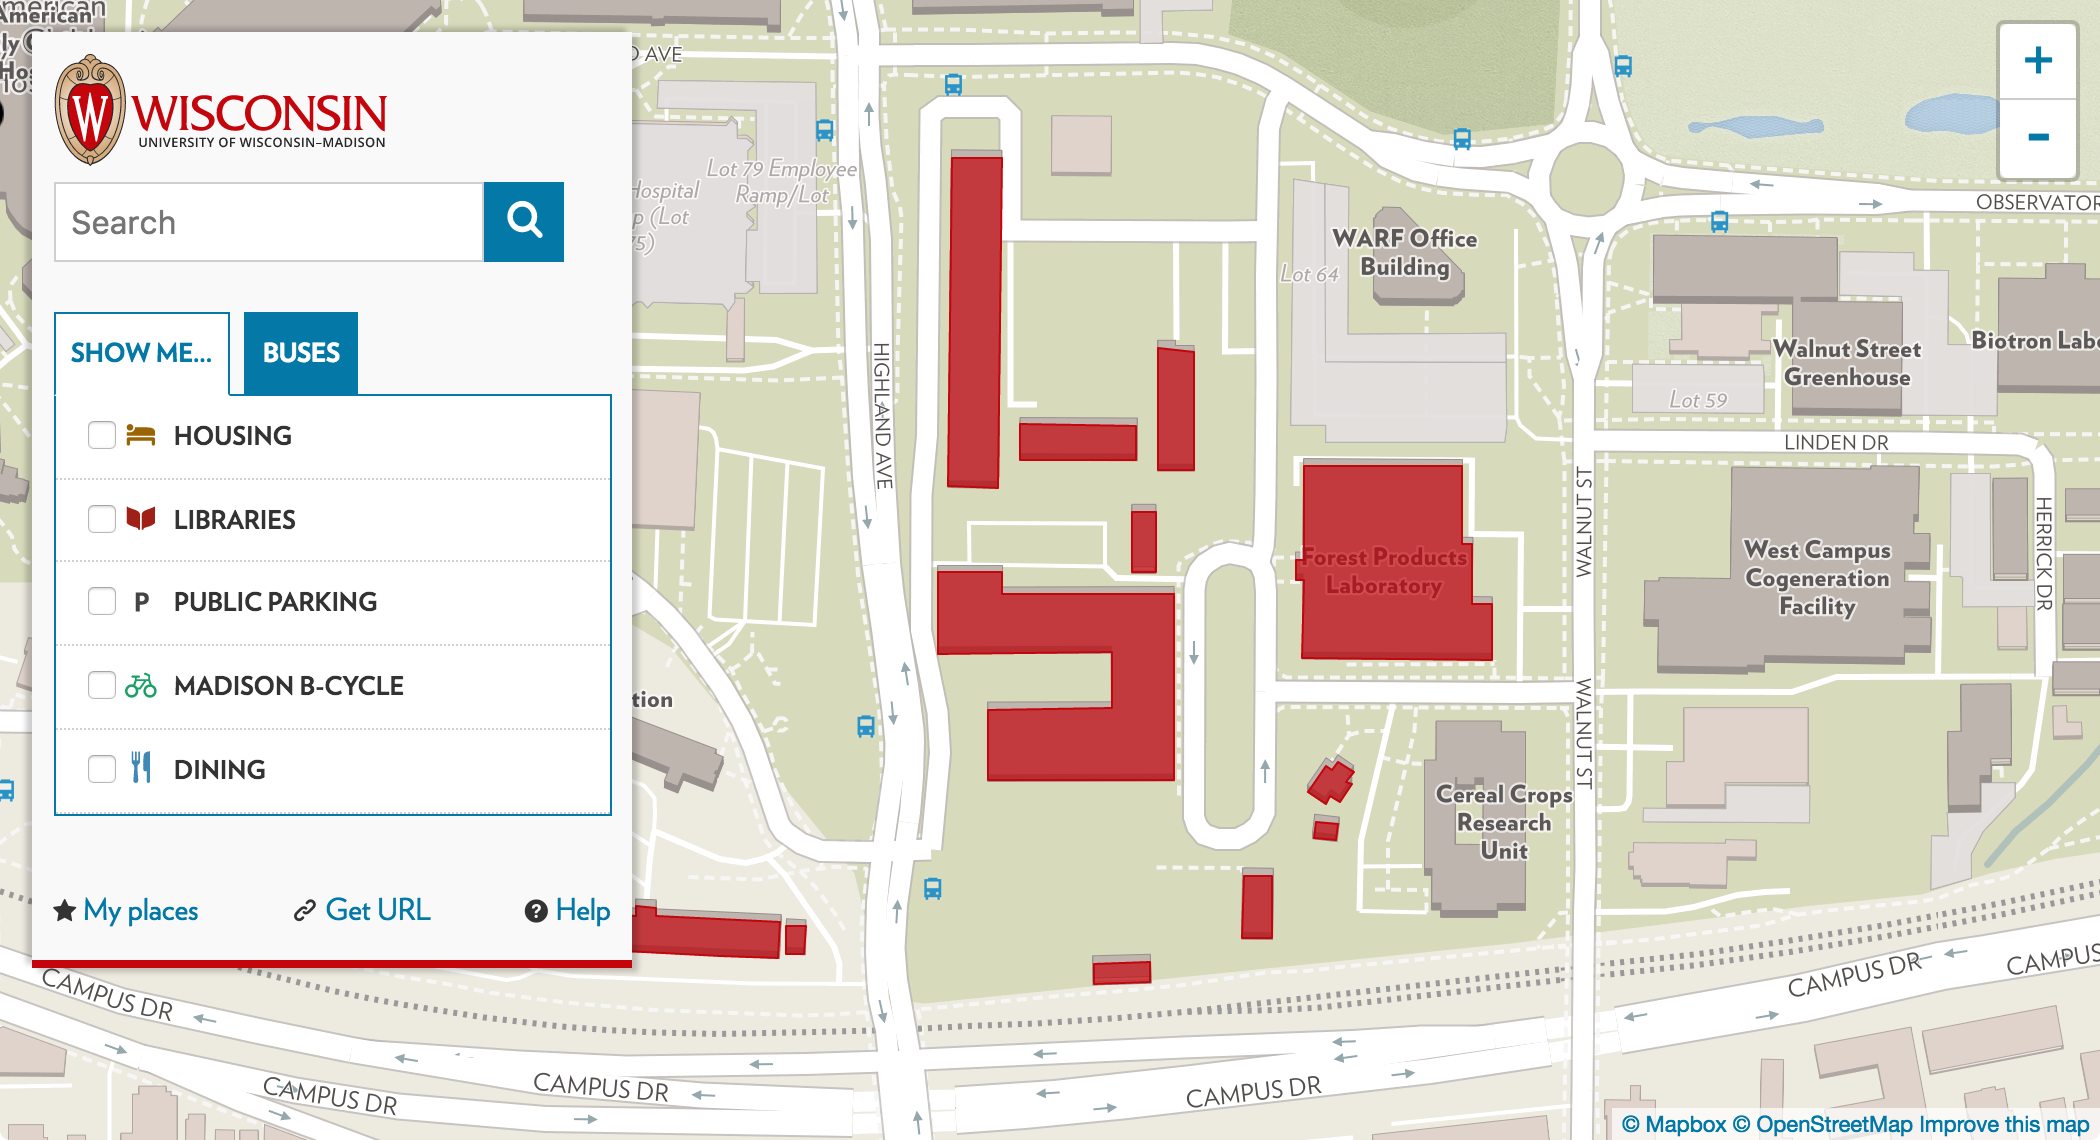 American
AVE
W
WISCONSIN
UNIVERSITY OF WISCONSIN–MADISON
Search
SHOW ME...
BUSES
HOUSING
LIBRARIES
P
PUBLIC PARKING
MADISON B-CYCLE
DINING
My places
Get URL
? Help
Lot 79 Employee
Ramp/Lot
Hospital
p (Lot
75)
HIGHLAND AVE
WARF Office
Building
Lot 64
OBSERVATOR
Walnut Street
Greenhouse
Biotron Lab
Lot 59
LINDEN DR
WALNUT ST
HERRICK DR
Forest Products
Laboratory
West Campus
Cogeneration
Facility
tion
WALNUT ST
Cereal Crops
Research
Unit
CAMPUS DR
CAMPUS DR
CAMPUS DR
CAMPUS DR
CAMPUS DR
CAMPUS
+
-
© Mapbox © OpenStreetMap Improve this map